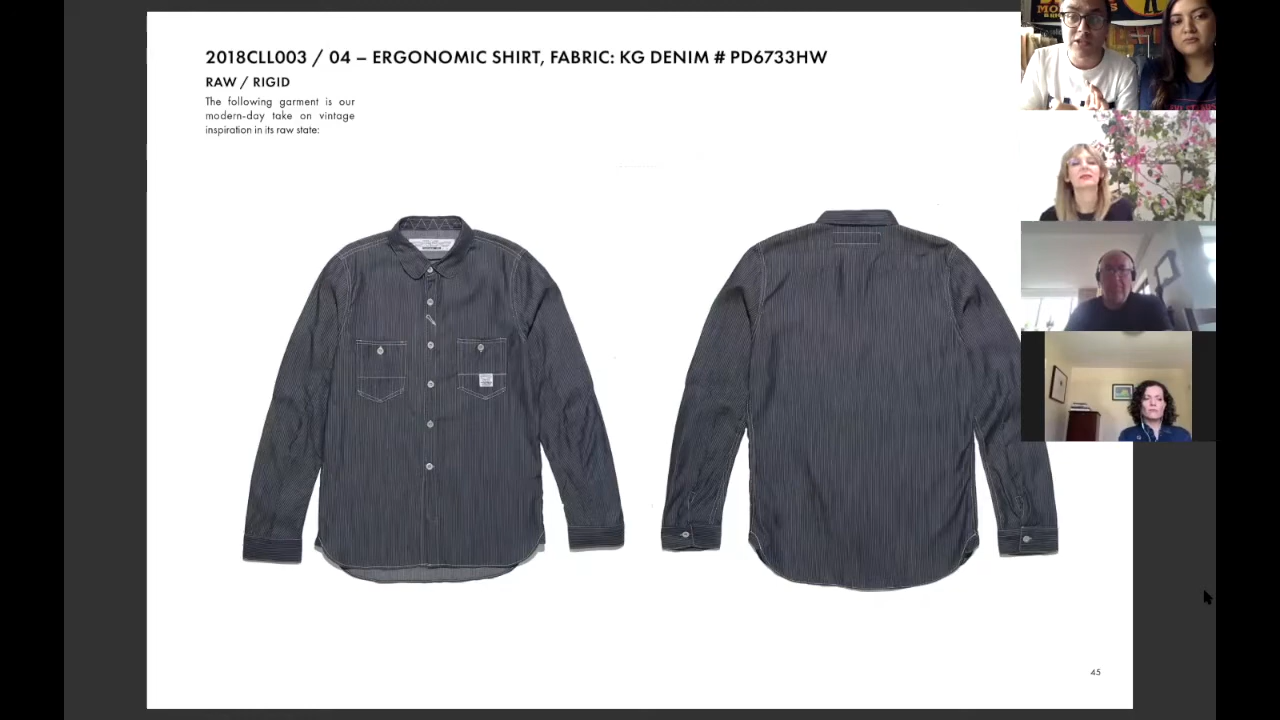 2018CLL003 / 04 – ERGONOMIC SHIRT, FABRIC: KG DENIM # PD6733HW
RAW / RIGID
The following garment is our
modern-day take on vintage
inspiration in its raw state:
45